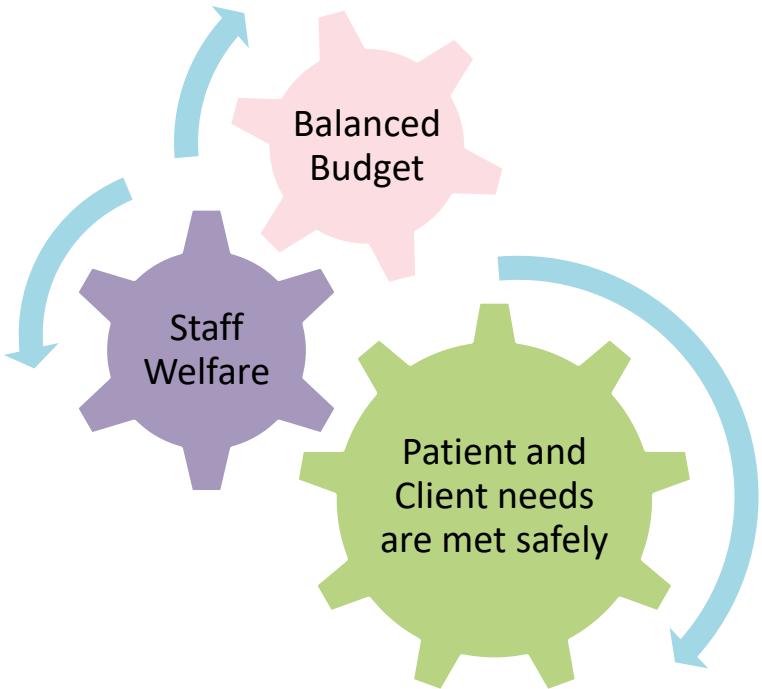 Balanced
Budget
Staff
Welfare
Patient and
Client needs
are met safely